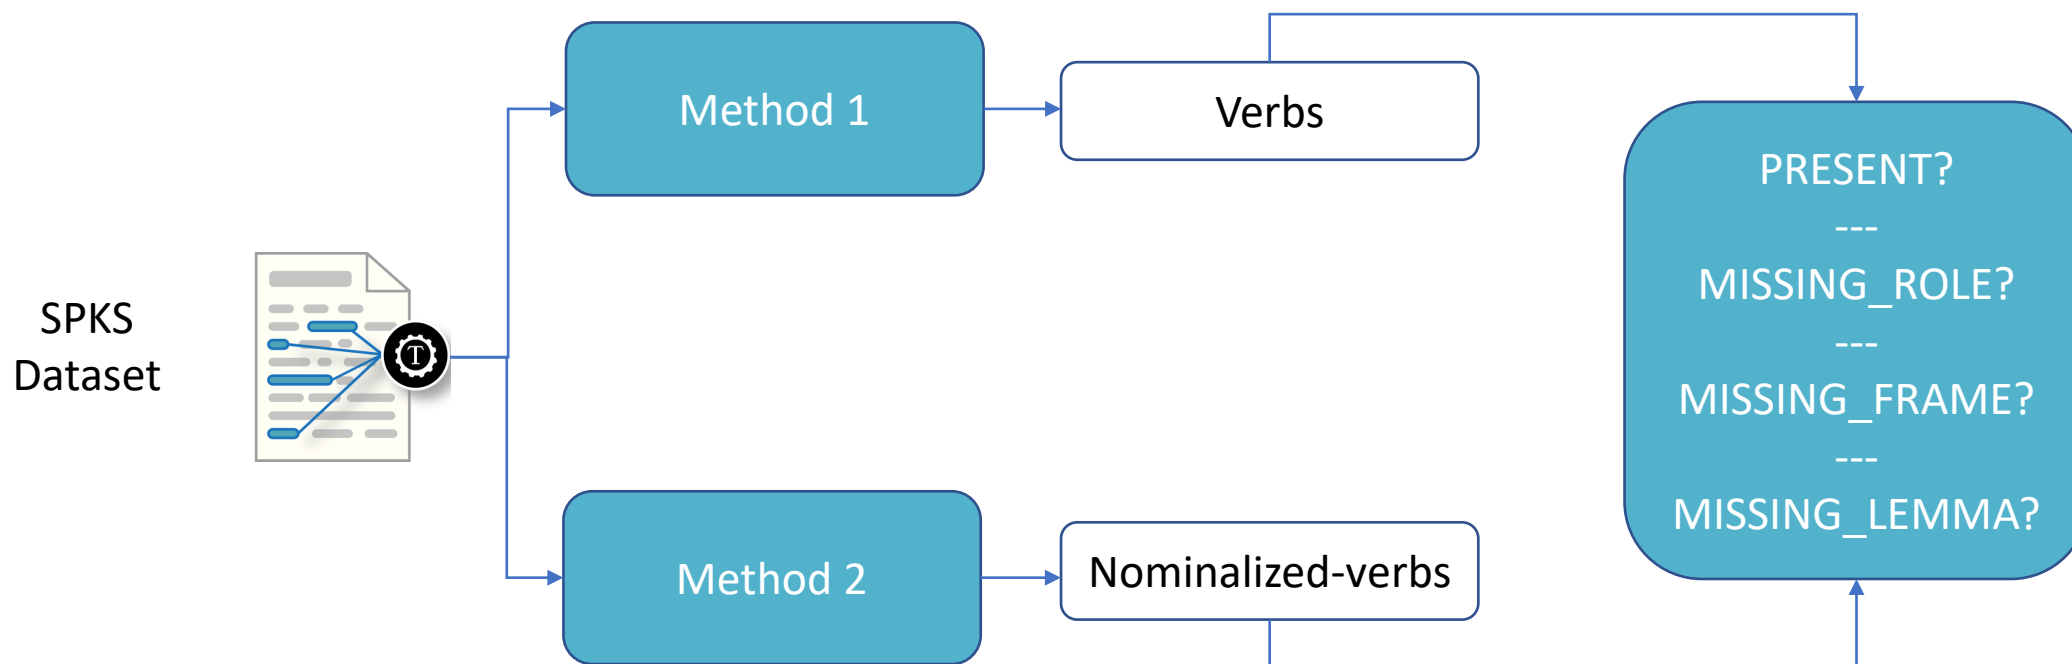 SPKS
Dataset
T
Method 1
Verbs
Method 2
Nominalized-verbs
PRESENT?
---
MISSING_ROLE?
---
MISSING_FRAME?
---
MISSING_LEMMA?